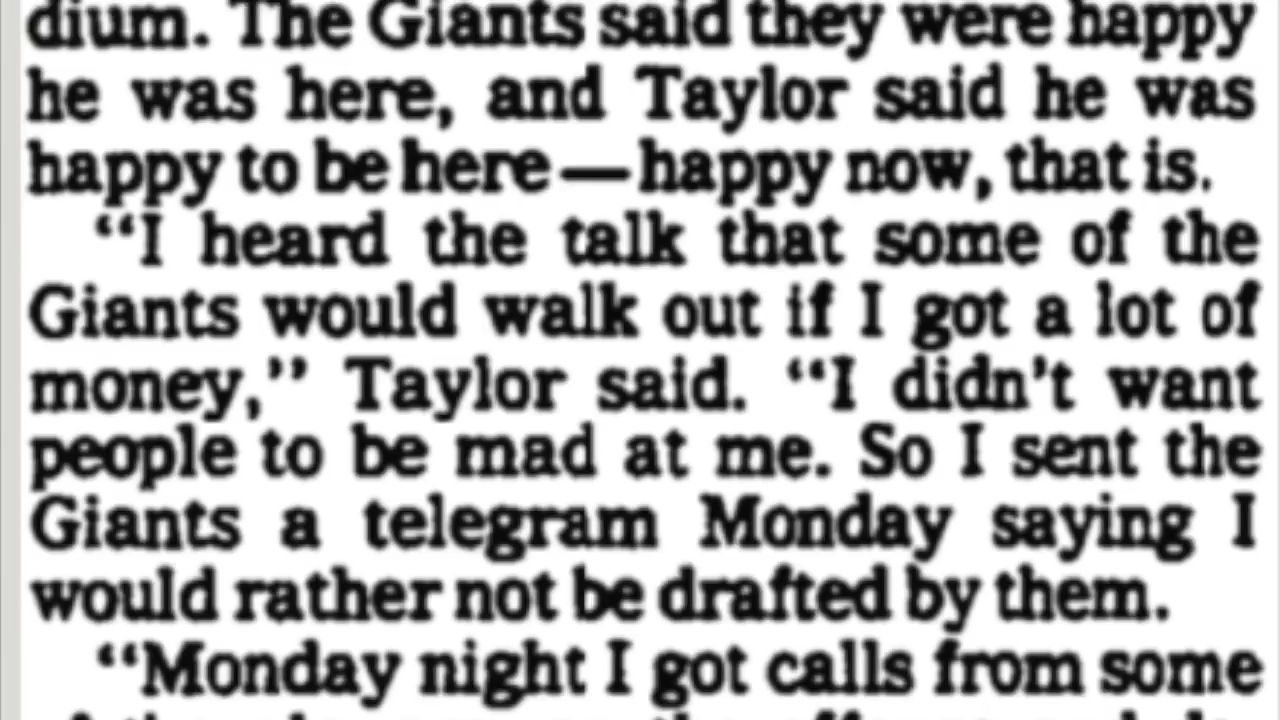 dium. The Giants said they were happy
he was here, and Taylor said he was
happy to be here — happy now, that is.
“I heard the talk that some of the
Giants would walk out if I got a lot of
money,” Taylor said. “I didn't want
people to be mad at me. So I sent the
Giants a telegram Monday saying I
would rather not be drafted by them.
“Monday night I got calls from some